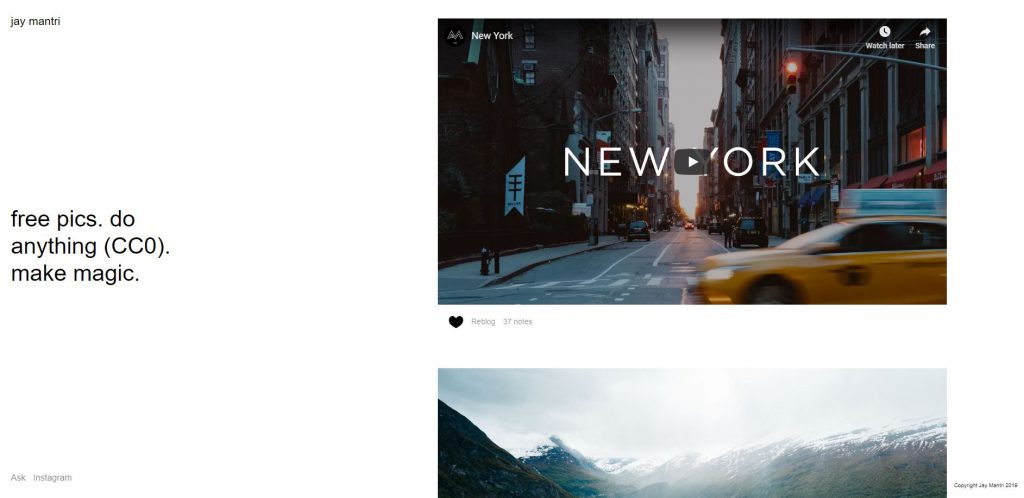 jay mantri
free pics. do
anything (CC0).
make magic.
Ask Instagram
New York
Watch later Share
NEW YORK
Reblog 37 notes
Copyright Jay Mantri 2019